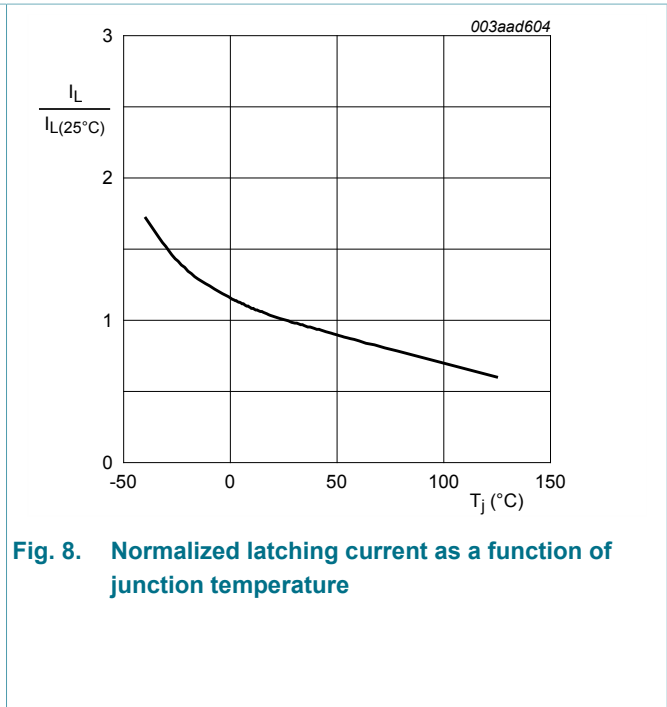 003aad604
3
I_L
I_L(25°C)
2
1
0
-50 0 50 100 150
T_j (°C)
Fig. 8. Normalized latching current as a function of
junction temperature